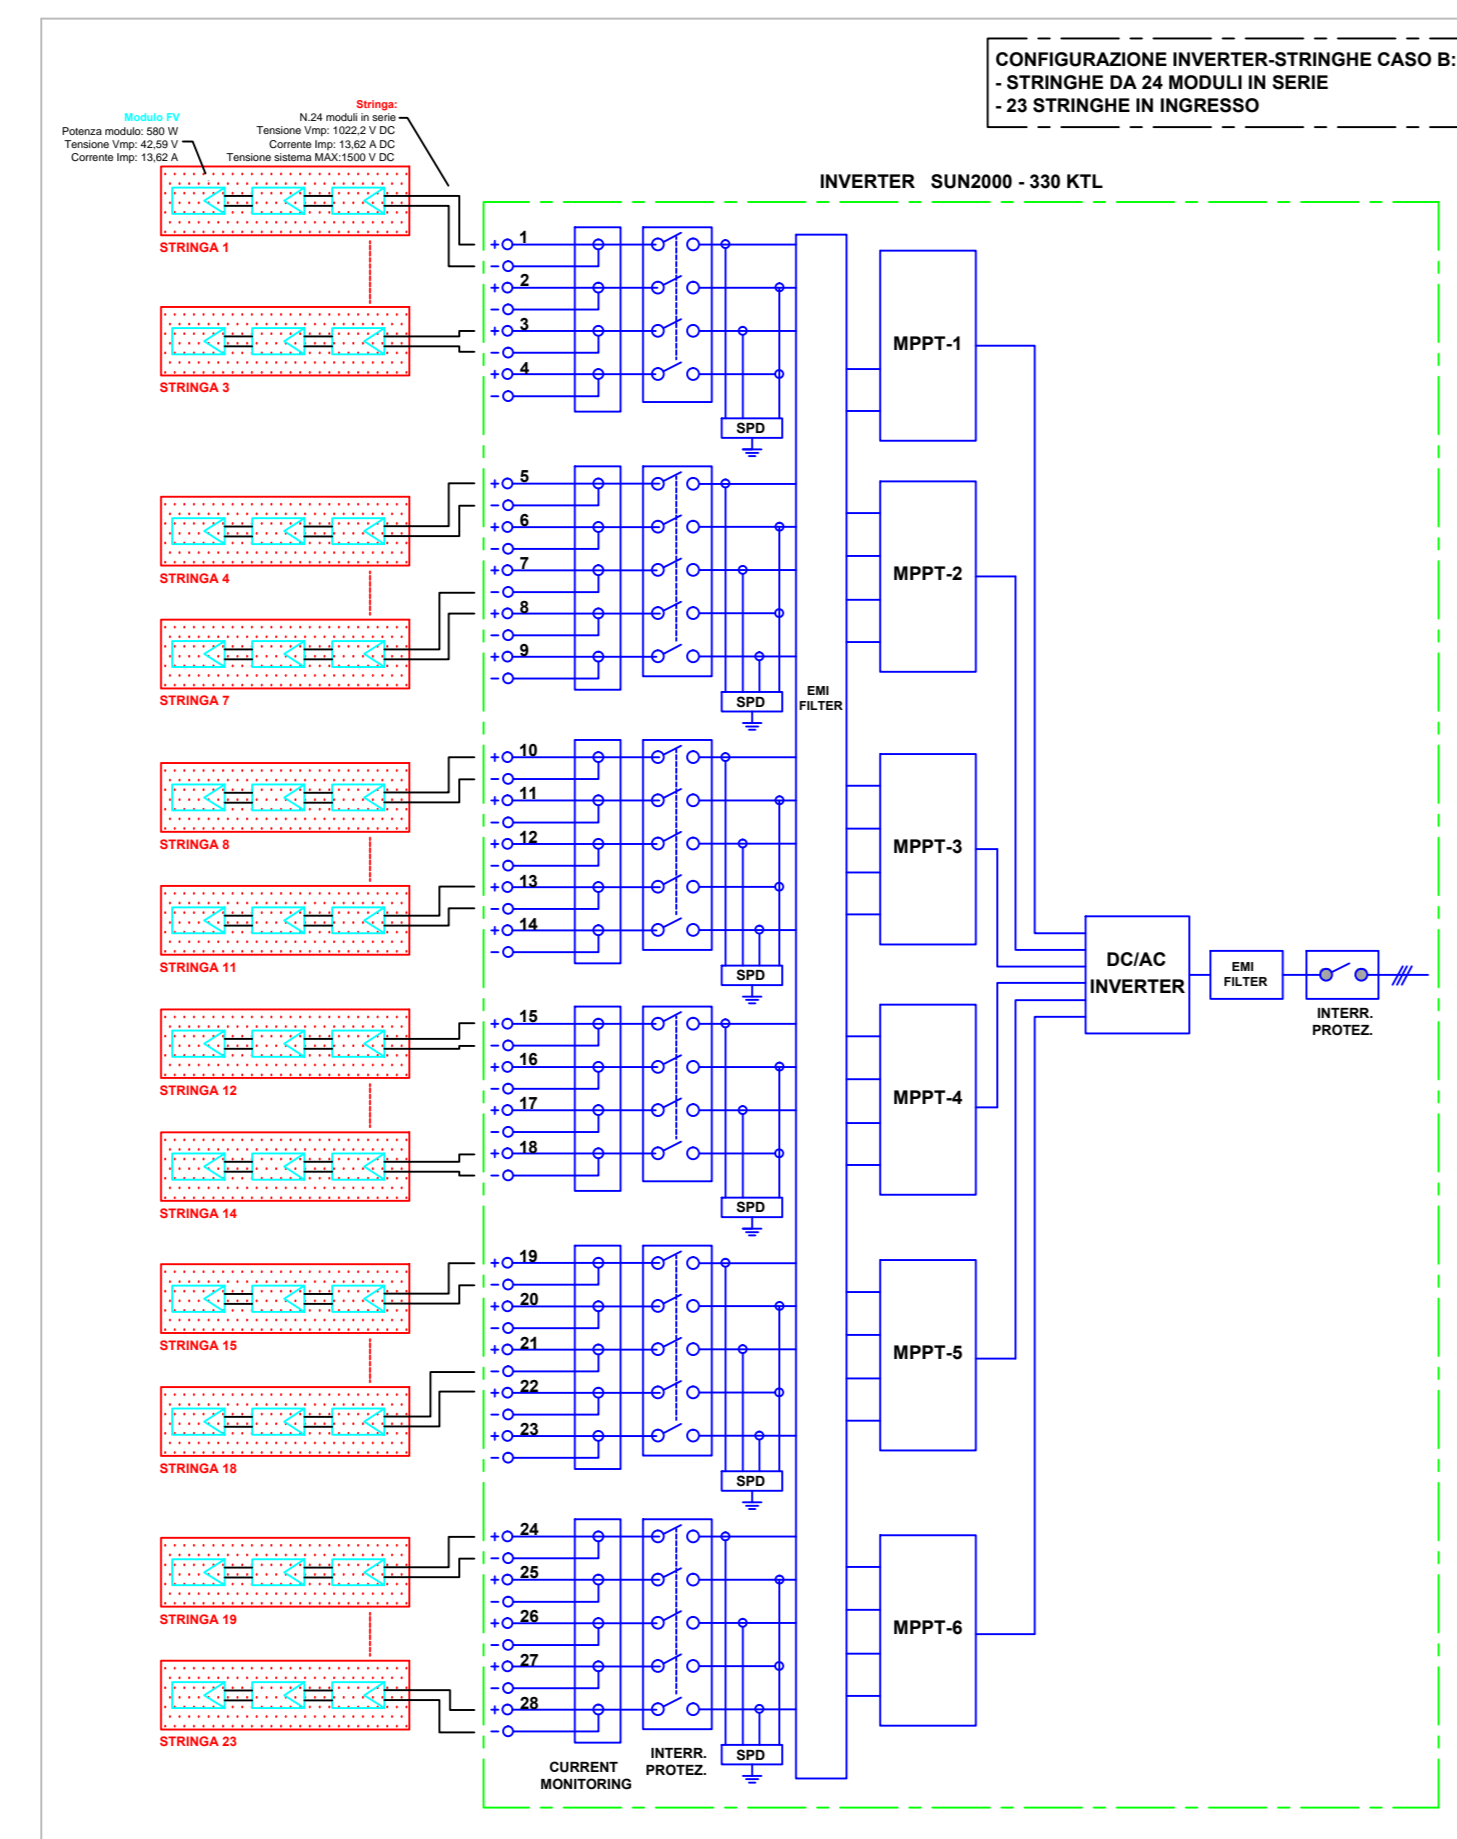 CONFIGURAZIONE INVERTER-STRINGHE CASO B:
- STRINGHE DA 24 MODULI IN SERIE
- 23 STRINGHE IN INGRESSO
Modulo FV
Potenza modulo: 580 W
Tensione Vmp: 42,59 V
Corrente Imp: 13,62 A
Stringa:
N.24 moduli in serie
Tensione Vmp: 1022,2 V DC
Corrente Imp: 13,62 A DC
Tensione sistema MAX:1500 V DC
INVERTER SUN2000 - 330 KTL
STRINGA 1
STRINGA 3
+ 1
-
+ 2
-
+ 3
-
+ 4
-
SPD
MPPT-1
STRINGA 4
STRINGA 7
+ 5
-
+ 6
-
+ 7
-
+ 8
-
+ 9
-
SPD
EMI
FILTER
MPPT-2
STRINGA 8
STRINGA 11
+ 10
-
+ 11
-
+ 12
-
+ 13
-
+ 14
-
SPD
MPPT-3
DC/AC
INVERTER
EMI
FILTER
INTERR.
PROTEZ.
STRINGA 12
STRINGA 14
+ 15
-
+ 16
-
+ 17
-
+ 18
-
SPD
MPPT-4
STRINGA 15
STRINGA 18
+ 19
-
+ 20
-
+ 21
-
+ 22
-
+ 23
-
SPD
MPPT-5
STRINGA 19
STRINGA 23
+ 24
-
+ 25
-
+ 26
-
+ 27
-
+ 28
-
SPD
MPPT-6
CURRENT
MONITORING
INTERR.
PROTEZ.